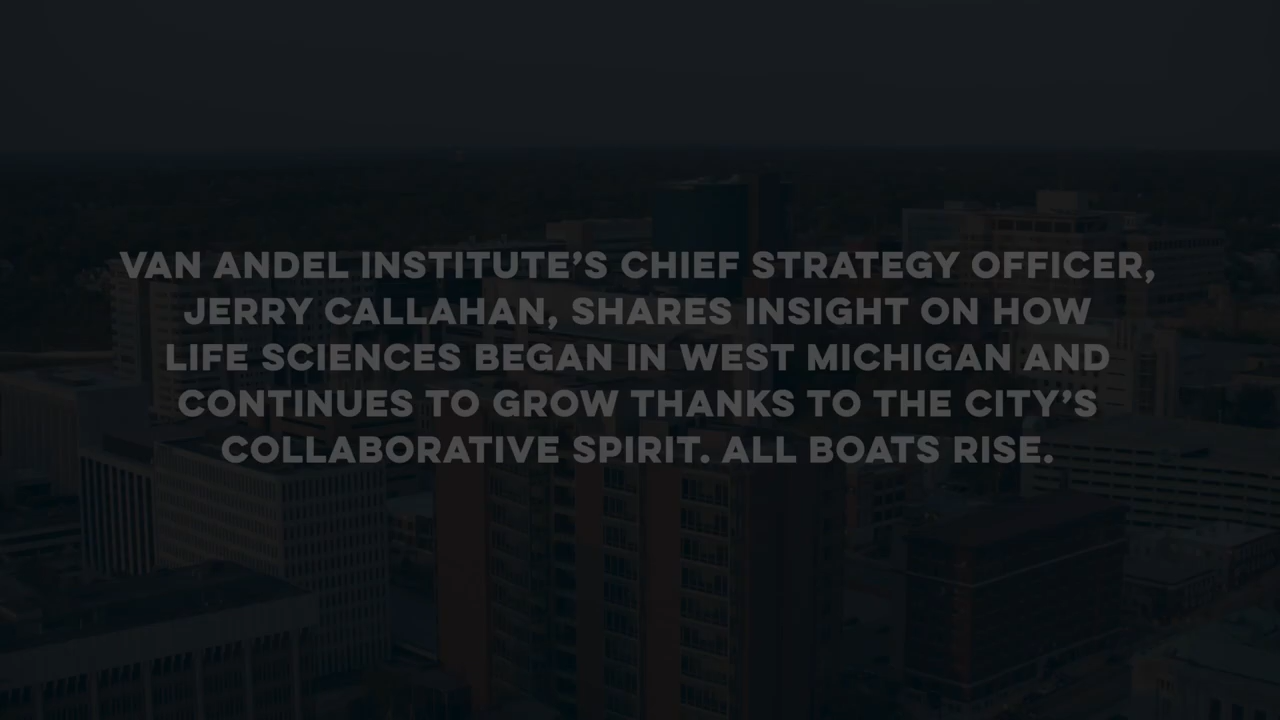 VAN ANDEL INSTITUTE’S CHIEF STRATEGY OFFICER,
JERRY CALLAHAN, SHARES INSIGHT ON HOW
LIFE SCIENCES BEGAN IN WEST MICHIGAN AND
CONTINUES TO GROW THANKS TO THE CITY’S
COLLABORATIVE SPIRIT. ALL BOATS RISE.